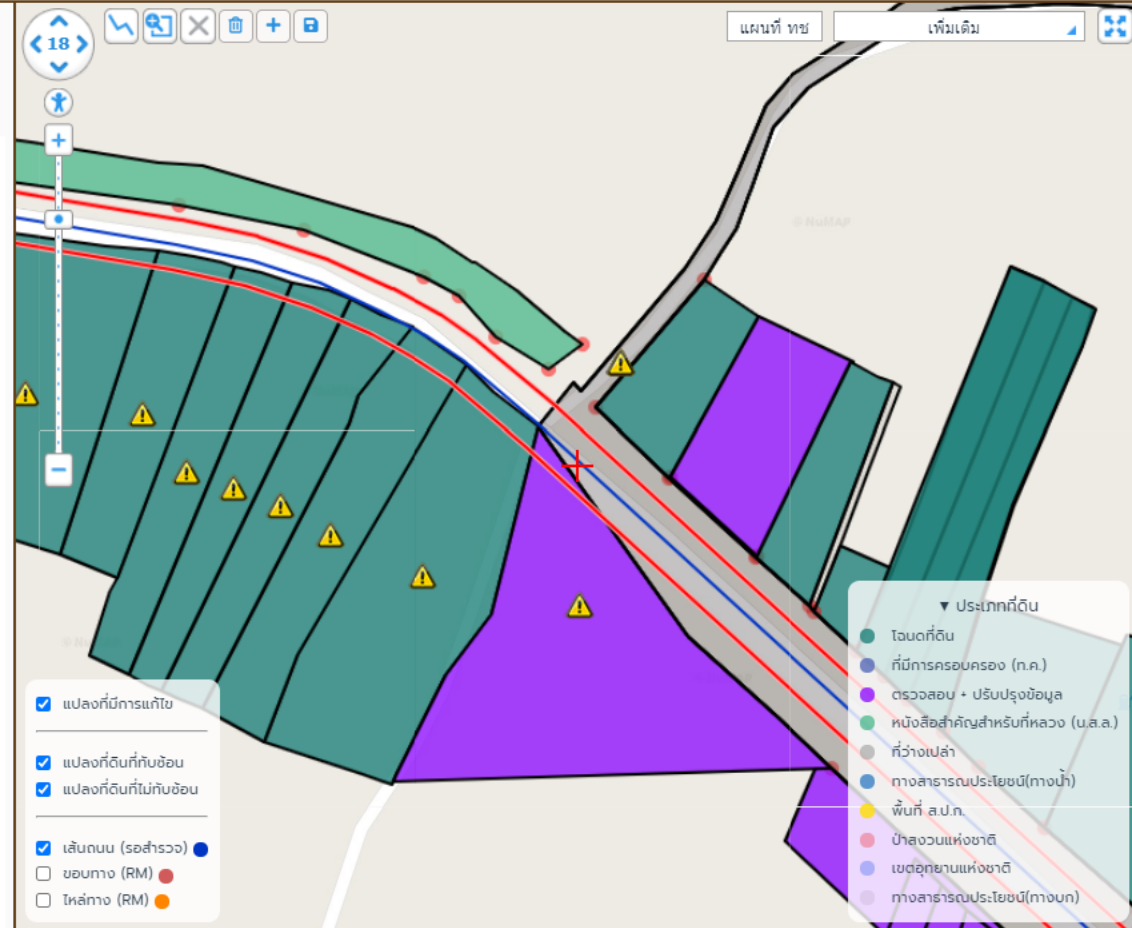 18
แผนที่ ทช
เพิ่มเติม
© NuMAP
▼ ประเภทที่ดิน
โฉนดที่ดิน
ที่มีการครอบครอง (ท.ค.)
ตรวจสอบ + ปรับปรุงข้อมูล
หนังสือสำคัญสำหรับที่หลวง (น.ส.ล.)
ที่ว่างเปล่า
ทางสาธารณประโยชน์(ทางน้ำ)
พื้นที่ ส.ป.ก.
ป่าสงวนแห่งชาติ
เขตอุทยานแห่งชาติ
ทางสาธารณประโยชน์(ทางบก)
แปลงที่มีการแก้ไข
แปลงที่ดินที่ทับซ้อน
แปลงที่ดินที่ไม่ทับซ้อน
เส้นถนน (รอสำรวจ)
ขอบทาง (RM)
ไหล่ทาง (RM)